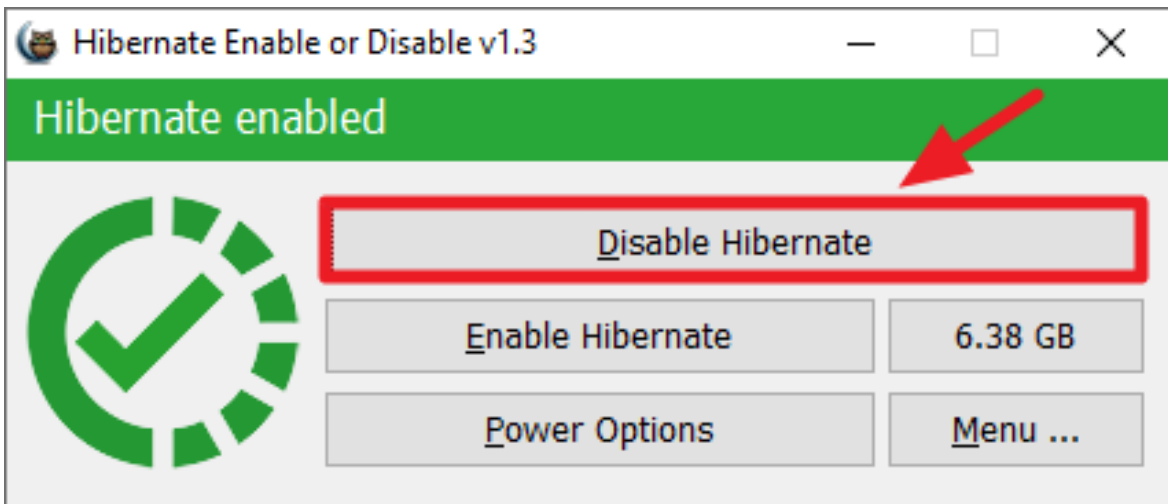 Hibernate Enable or Disable v1.3
Hibernate enabled
Disable Hibernate
Enable Hibernate
6.38 GB
Power Options
Menu ...